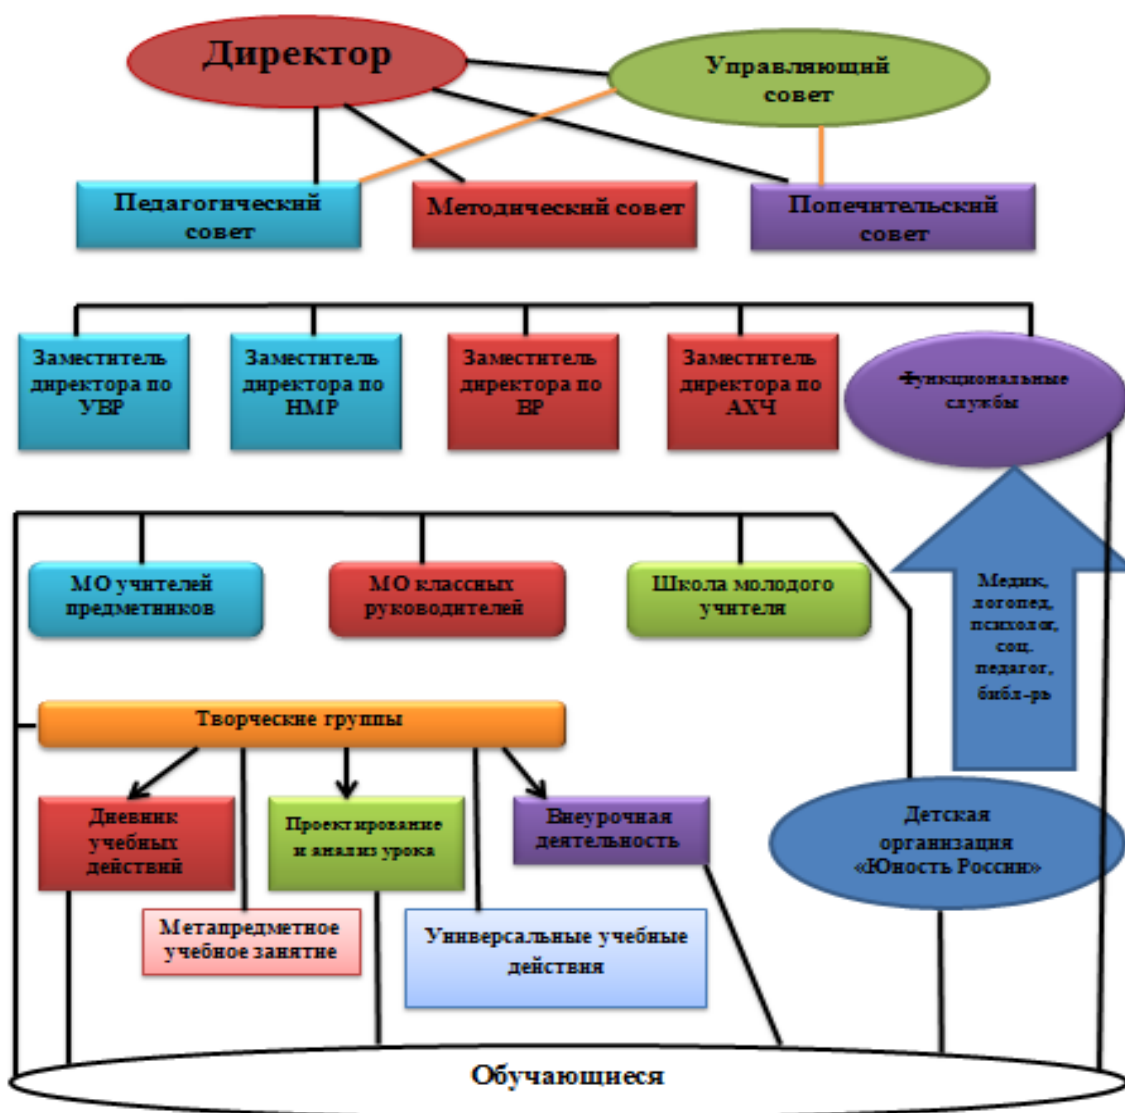 Директор
Управляющий
совет
Педагогический
совет
Методический совет
Попечительский
совет
Заместитель
директора по
УВР
Заместитель
директора по
НМР
Заместитель
директора по
ВР
Заместитель
директора по
АХЧ
Функциональные
службы
МО учителей
предметников
МО классных
руководителей
Школа молодого
учителя
Медик,
логопед,
психолог,
соц.
педагог,
библ-рь
Творческие группы
Дневник
учебных
действий
Проектирование
и анализ урока
Внеурочная
деятельность
Детская
организация
«Юность России»
Метапредметное
учебное занятие
Универсальные учебные
действия
Обучающиеся